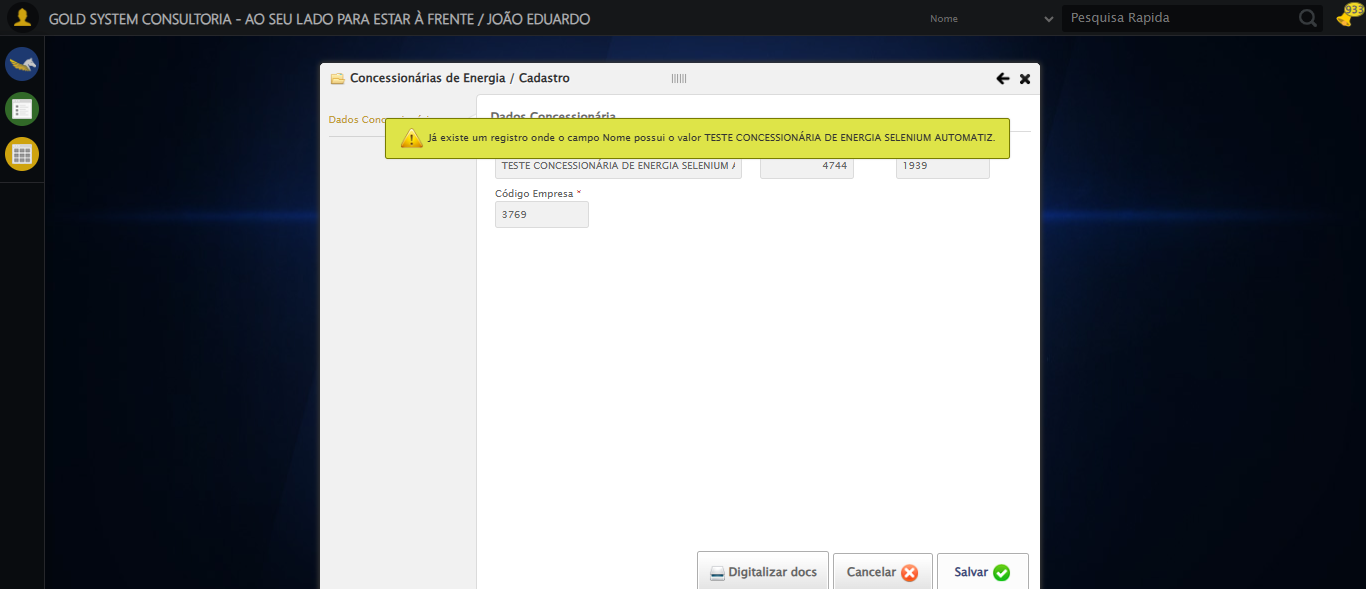 GOLD SYSTEM CONSULTORIA - AO SEU LADO PARA ESTAR À FRENTE / JOÃO EDUARDO
Nome
Pesquisa Rapida
933
Concessionárias de Energia / Cadastro
Dados Conc
Dados Concessionária
Já existe um registro onde o campo Nome possui o valor TESTE CONCESSIONÁRIA DE ENERGIA SELENIUM AUTOMATIZ.
TESTE CONCESSIONÁRIA DE ENERGIA SELENIUM A
4744
1939
Código Empresa *
3769
Digitalizar docs
Cancelar
Salvar